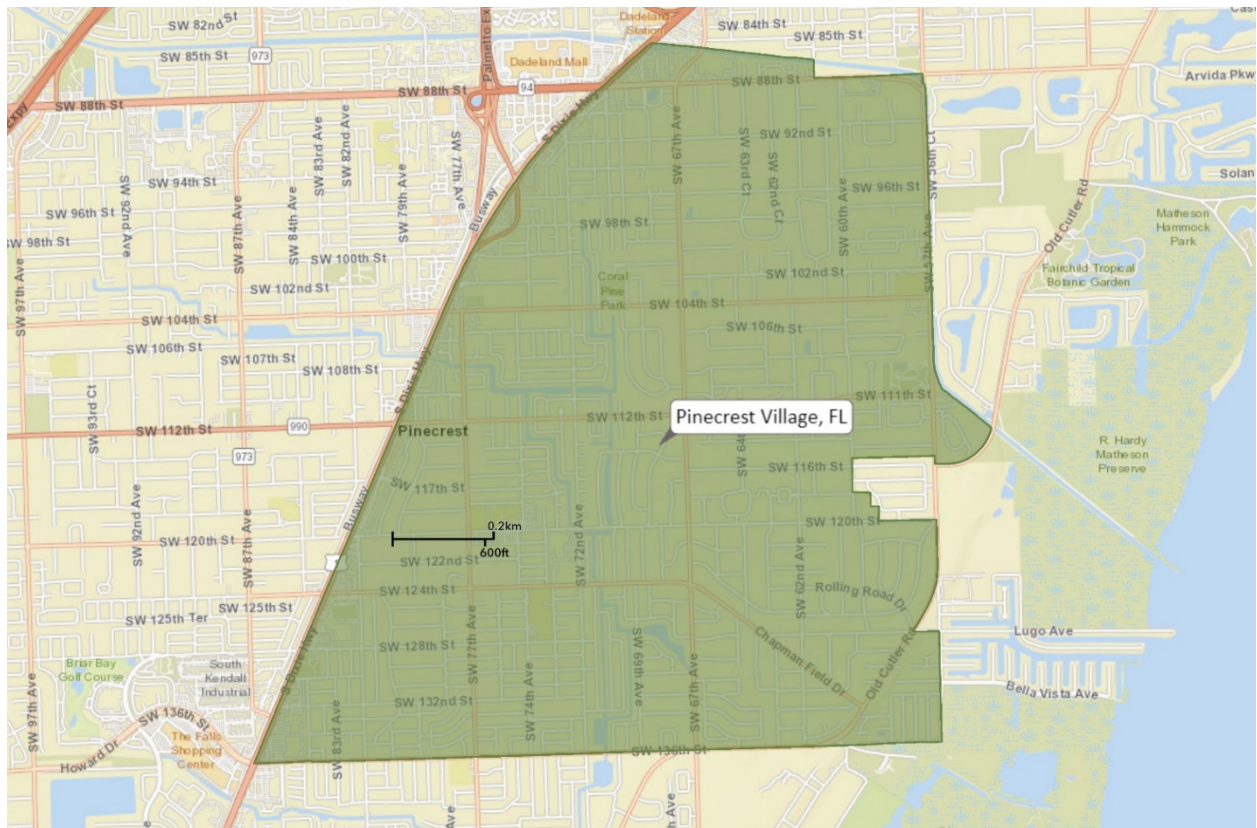 SW 82nd St
Dadeland
Station
SW 84th St
SW 85th St
SW 85th St
973
Palmetto Ex
Dadeland Mall
SW 88th St
94
SW 88th St
SW 88th St
Arvida Pkw
Expy
S Dixie Hwy
SW 67th Ave
SW 92nd St
SW 63rd Ct
SW 62nd Ct
SW 60th Ave
SW 96th St
SW 56th Ct
Old Cutler Rd
Solan
SW 83rd Ave
SW 82nd Ave
SW 79th Ave
SW 77th Ave
Busway
SW 94th St
SW 92nd Ave
SW 96th St
SW 98th St
SW 97th Ave
SW 87th Ave
SW 84th Ave
SW 98th St
SW 57th Ave
Matheson
Hammock
Park
SW 100th St
SW 102nd St
Coral
Pine
Park
SW 102nd St
Fairchild Tropical
Botanic Garden
SW 104th St
SW 104th St
SW 106th St
SW 106th St
SW 107th St
SW 108th St
S Dixie Hwy
SW 93rd Ct
SW 111th St
Pinecrest Village, FL
SW 112th St
990
SW 112th St
Pinecrest
R. Hardy
Matheson
Preserve
973
SW 116th St
SW 117th St
Busway
SW 92nd Ave
SW 87th Ave
SW 120th St
0.2km
600ft
SW 72nd Ave
SW 120th St
SW 122nd St
SW 124th St
SW 62nd Ave
Rolling Road Dr
SW 125th St
SW 125th Ter
SW 128th St
SW 77th Ave
SW 69th Ave
Chapman Field Dr
Old Cutler Rd
Lugo Ave
Bella Vista Ave
Briar Bay
Golf Course
South
Kendall
Industrial
S Dixie Hwy
SW 97th Ave
SW 132nd St
SW 74th Ave
SW 67th Ave
SW 83rd Ave
SW 136th St
Howard Dr
The Falls
Shopping
Center
SW 136th St